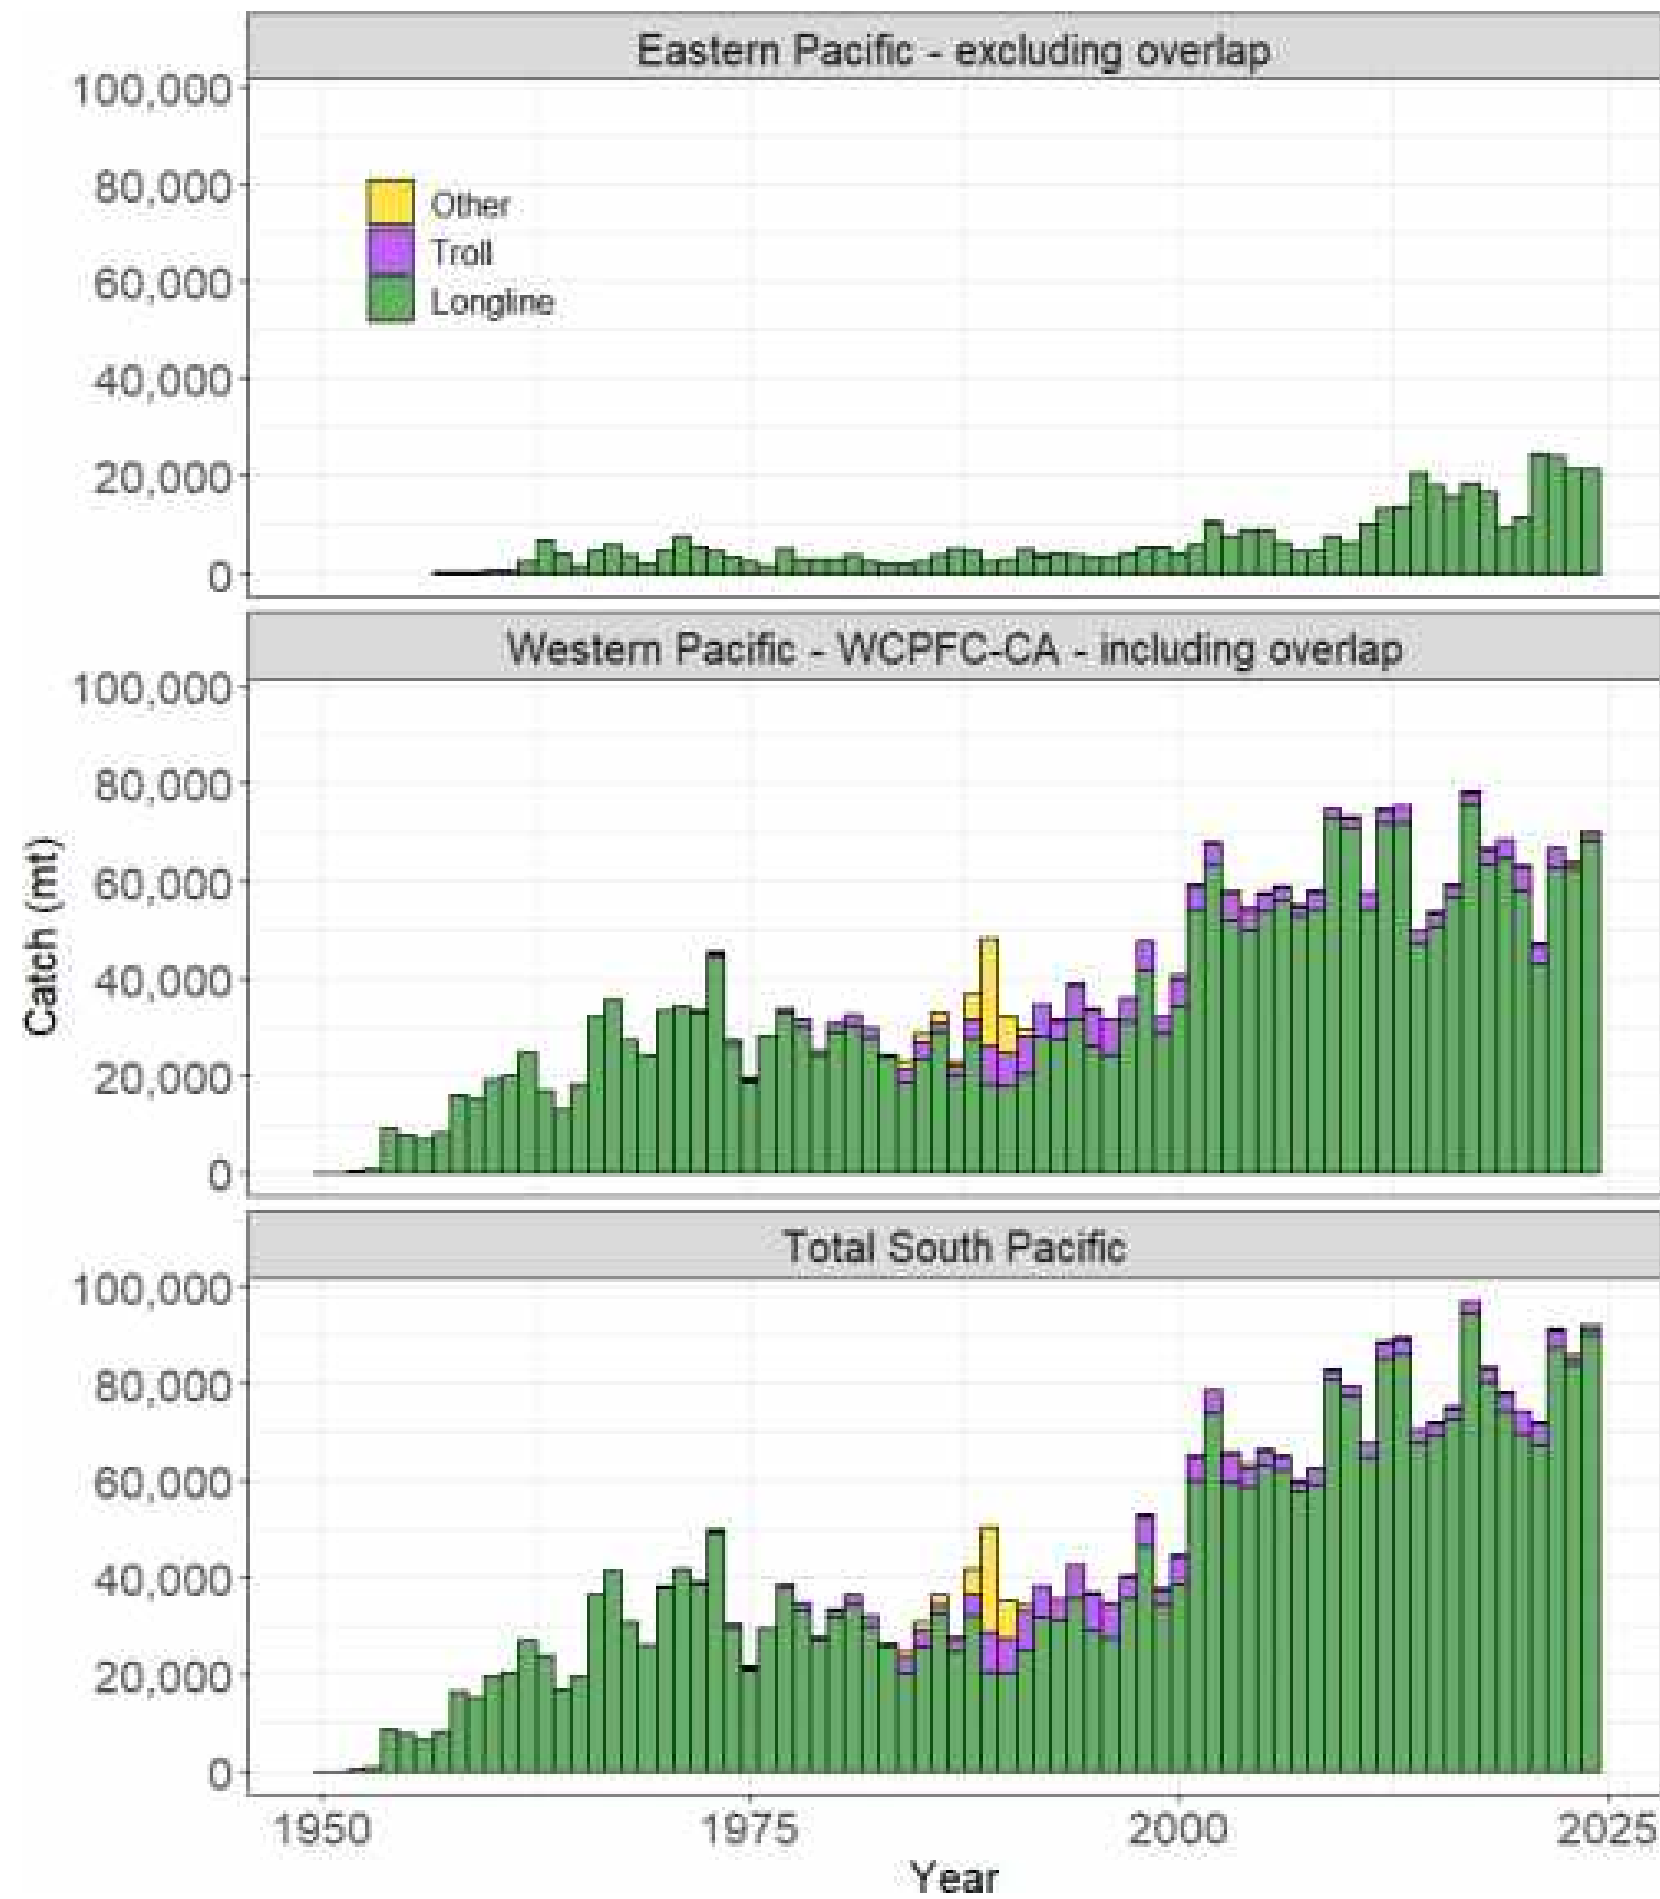 Eastern Pacific - excluding overlap
100,000
80,000
60,000
40,000
20,000
0
Other
Troll
Longline
Western Pacific - WCPFC-CA - including overlap
100,000
80,000
60,000
40,000
20,000
0
Catch (mt)
Total South Pacific
100,000
80,000
60,000
40,000
20,000
0
1950 1975 2000 2025
Year